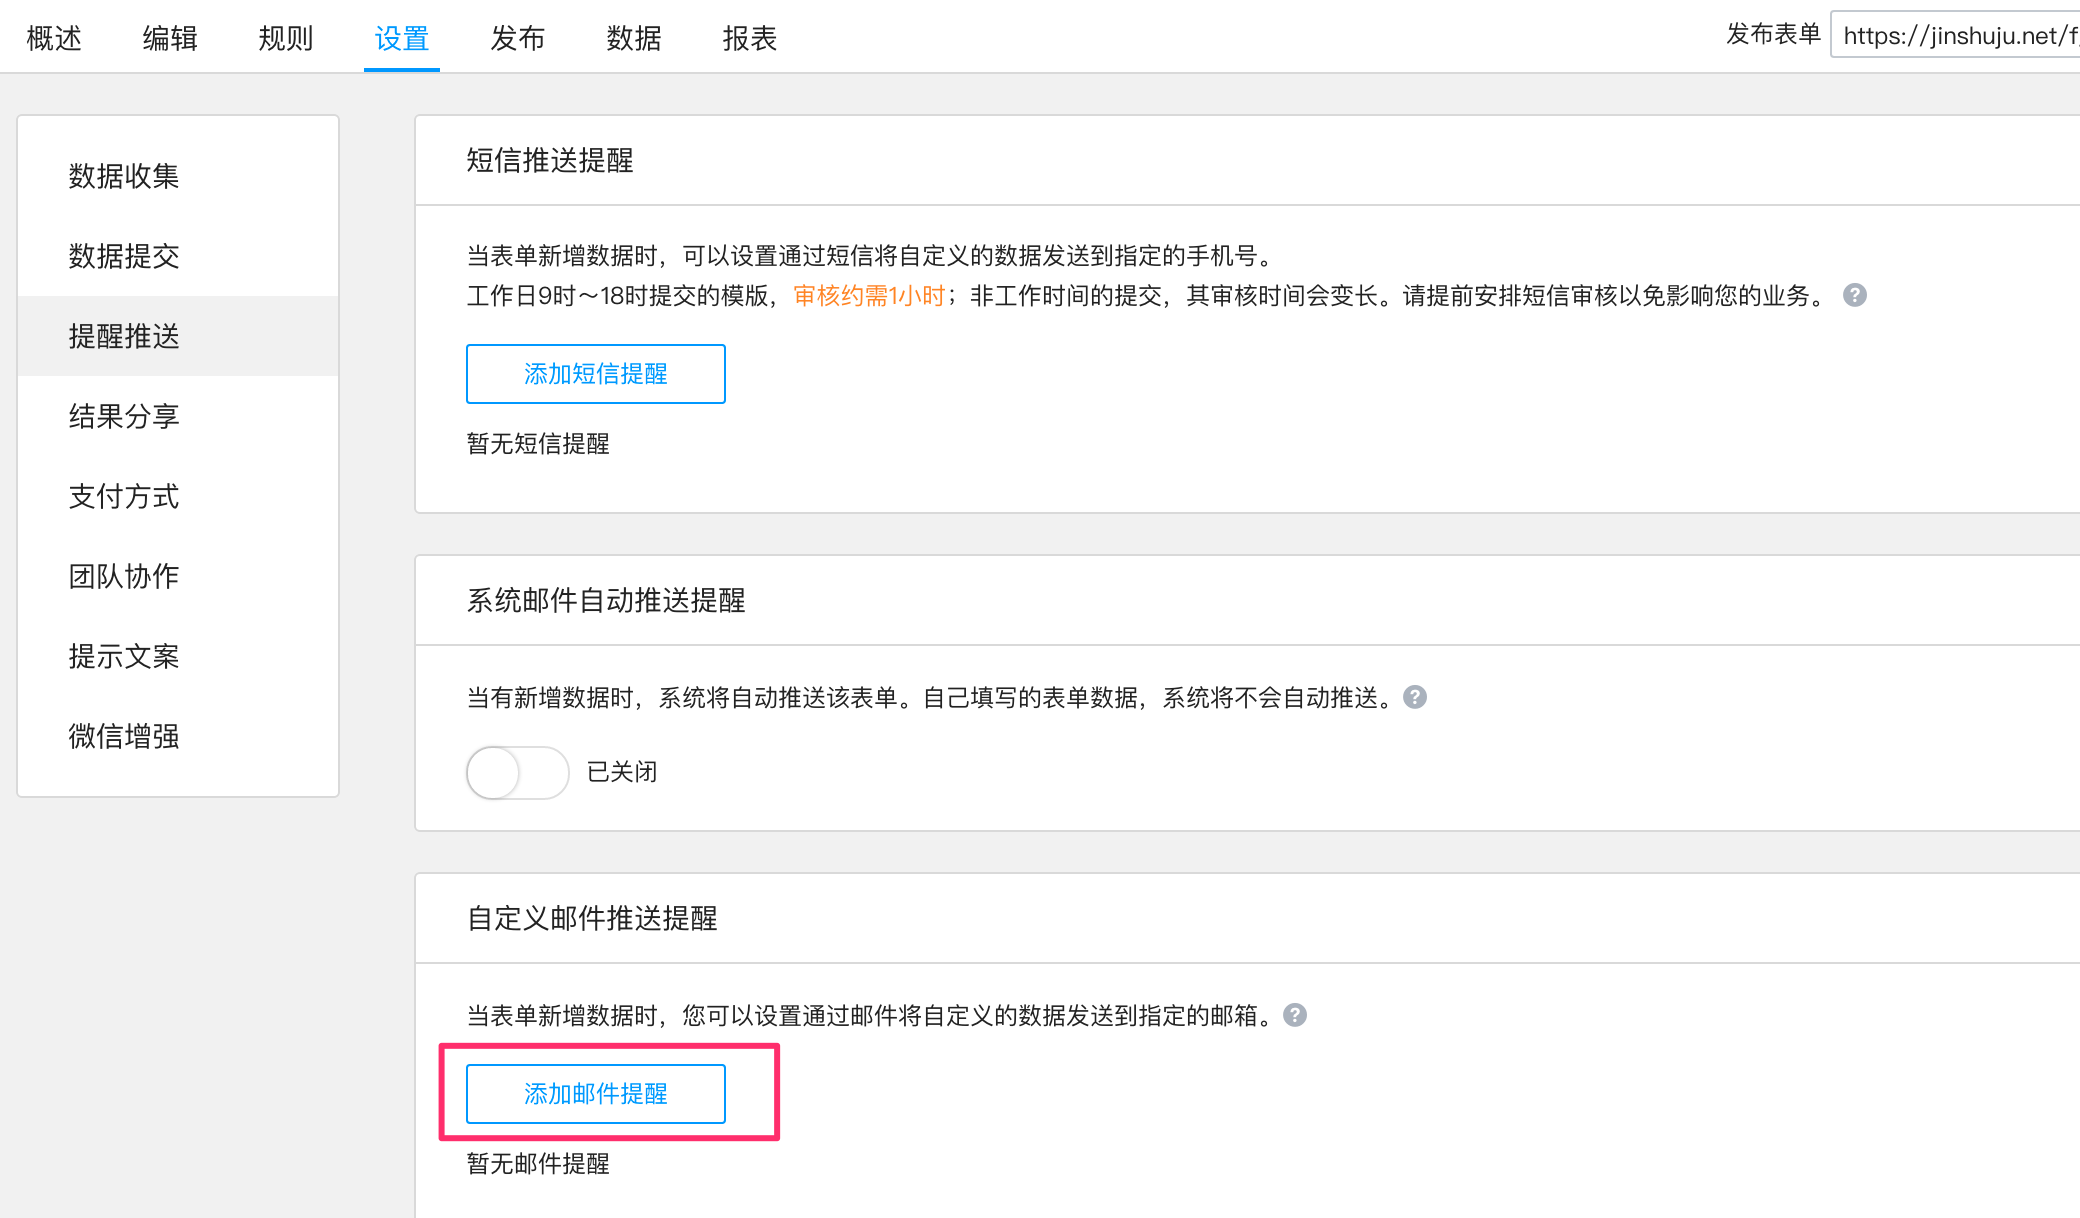 概述 编辑 规则 设置 发布 数据 报表 发布表单 https://jinshuju.net/f
数据收集
数据提交
提醒推送
结果分享
支付方式
团队协作
提示文案
微信增强
短信推送提醒
当表单新增数据时，可以设置通过短信将自定义的数据发送到指定的手机号。
工作日9时～18时提交的模版，审核约需1小时；非工作时间的提交，其审核时间会变长。请提前安排短信审核以免影响您的业务。 ?
添加短信提醒
暂无短信提醒
系统邮件自动推送提醒
当有新增数据时，系统将自动推送该表单。自己填写的表单数据，系统将不会自动推送。 ?
已关闭
自定义邮件推送提醒
当表单新增数据时，您可以设置通过邮件将自定义的数据发送到指定的邮箱。 ?
添加邮件提醒
暂无邮件提醒